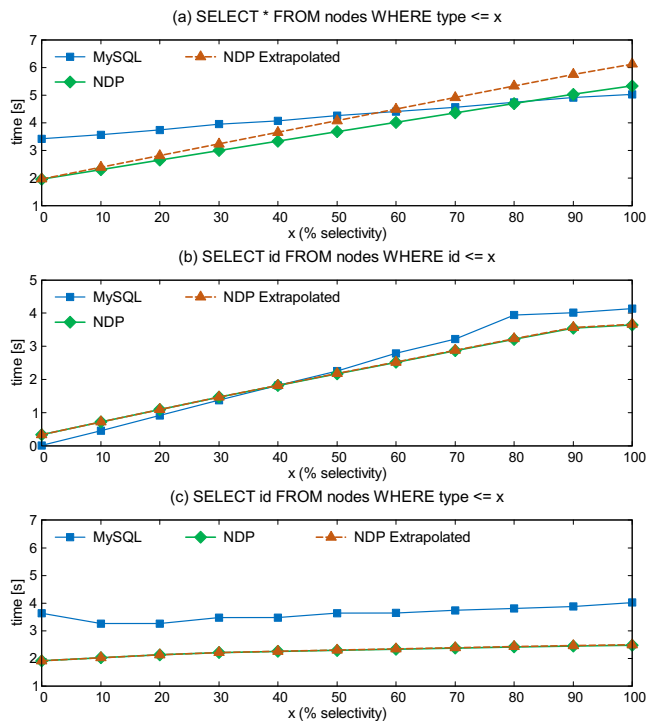 (a) SELECT * FROM nodes WHERE type <= x
MySQL
NDP Extrapolated
NDP
time [s]
7
6
5
4
3
2
1
0 10 20 30 40 50 60 70 80 90 100
x (% selectivity)
(b) SELECT id FROM nodes WHERE id <= x
MySQL
NDP Extrapolated
NDP
time [s]
5
4
3
2
1
0
0 10 20 30 40 50 60 70 80 90 100
x (% selectivity)
(c) SELECT id FROM nodes WHERE type <= x
MySQL
NDP
NDP Extrapolated
time [s]
7
6
5
4
3
2
1
0 10 20 30 40 50 60 70 80 90 100
x (% selectivity)